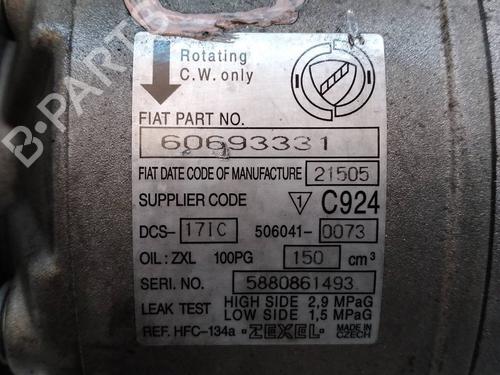 Rotating
C.W. only
FIAT PART NO.
60693331
FIAT DATE CODE OF MANUFACTURE 21505
SUPPLIER CODE 1 C924
DCS- 171C 506041- 0073
OIL: ZXL 100PG 150 cm³
SERI. NO. 5880861493
LEAK TEST HIGH SIDE 2,9 MPaG
LOW SIDE 1,5 MPaG
REF. HFC-134a ZEXEL MADE IN CZECH
B-PARTS